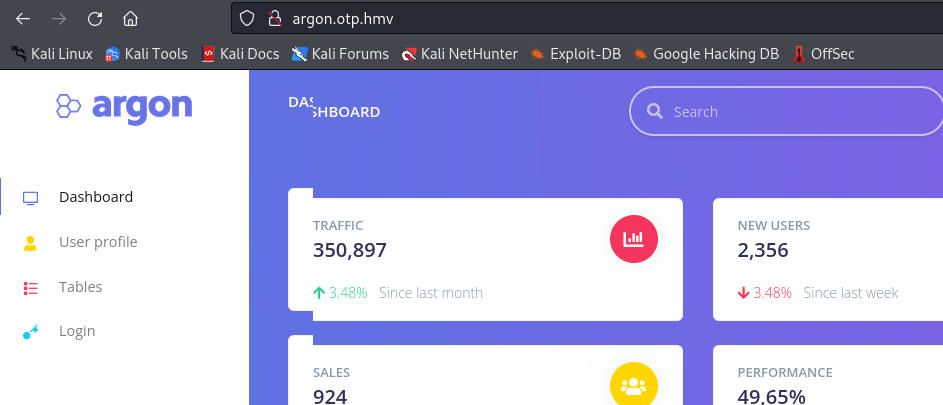 argon.otp.hmv
Kali Linux Kali Tools Kali Docs Kali Forums Kali NetHunter Exploit-DB Google Hacking DB OffSec
argon
DASHBOARD
Search
Dashboard
User profile
Tables
Login
TRAFFIC
350,897
3.48% Since last month
NEW USERS
2,356
3.48% Since last week
SALES
924
PERFORMANCE
49,65%